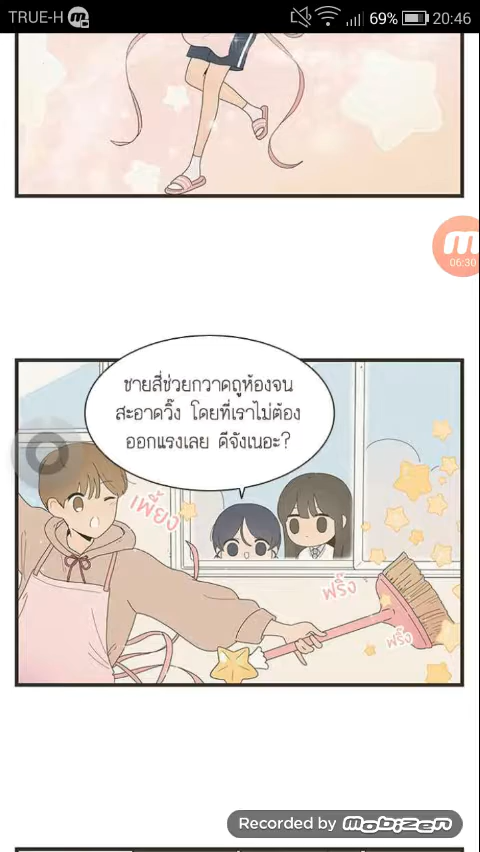 TRUE-H
69%
20:46
06:30
ชายสี่ช่วยกวาดถูห้องจน
สะอาดวิ๊ง โดยที่เราไม่ต้อง
ออกแรงเลย ดีจังเนอะ?
เพี้ยง
ฟริ๊ง
ฟริ๊ง
Recorded by Mobizen